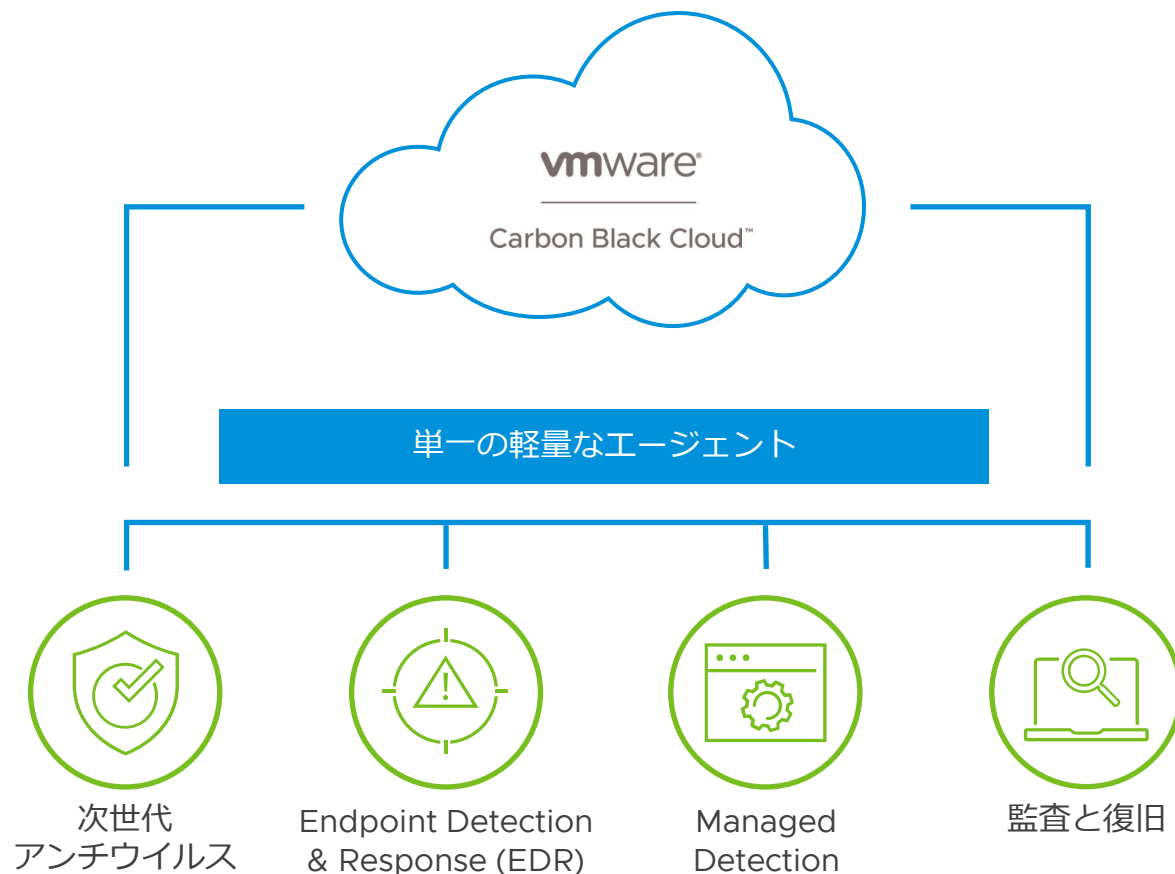 vmware®
Carbon Black Cloud™
単一の軽量なエージェント
次世代
アンチウイルス
Endpoint Detection
& Response (EDR)
Managed
Detection
監査と復旧